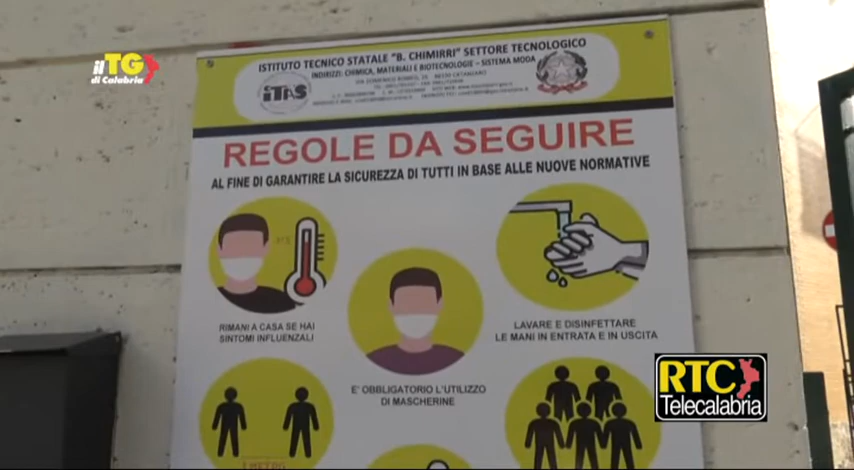 il TG
di Calabria
ISTITUTO TECNICO STATALE "B. CHIMIRRI" SETTORE TECNOLOGICO
INDIRIZZI: CHIMICA, MATERIALI E BIOTECNOLOGIE - SISTEMA MODA
ITAS
REGOLE DA SEGUIRE
AL FINE DI GARANTIRE LA SICUREZZA DI TUTTI IN BASE ALLE NUOVE NORMATIVE
RIMANI A CASA SE HAI
SINTOMI INFLUENZALI
E' OBBLIGATORIO L'UTILIZZO
DI MASCHERINE
LAVARE E DISINFETTARE
LE MANI IN ENTRATA E IN USCITA
1 METRO
RTC
Telecalabria